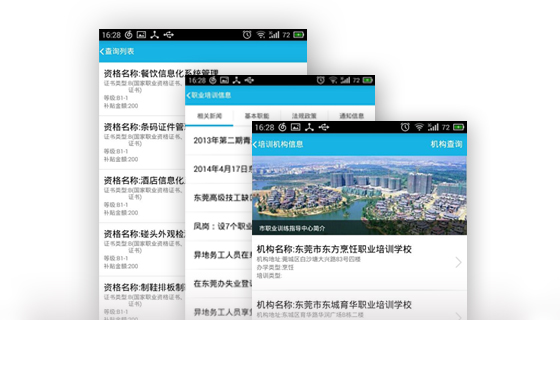 16:28
72
查询列表
资格名称:餐饮信息化系统管理
证书类型:B(国家职业资格证书,
证书)
等级:B1-1
补贴金额:200
资格名称:条码证件管
证书类型:B(国家职业资格证书,
证书)
等级:B1-1
补贴金额:200
资格名称:酒店信息化
证书类型:B(国家职业资格证书,
证书)
等级:B1-1
补贴金额:200
资格名称:碰头外观检
证书类型:B(国家职业资格证书,
证书)
等级:B1-1
补贴金额:200
资格名称:制鞋排板制
证书类型:B(国家职业资格证书,
证书)
16:28
72
职业培训信息
相关新闻 基本职能 法规政策 通知信息
2013年第二期青
2014年4月17日东
东莞高级技工缺
凤岗：设7个职业
异地务工人员在
在东莞办失业登
异地务工人员享受
16:28
72
培训机构信息 机构查询
市职业训练指导中心简介
机构名称:东莞市东方烹饪职业培训学校
机构地址:莞城区白沙塘大兴路83号四楼
办学类型:烹饪
培训类型:
机构名称:东莞市东城育华职业培训学校
机构地址:东城区育华路华润广场B栋二楼